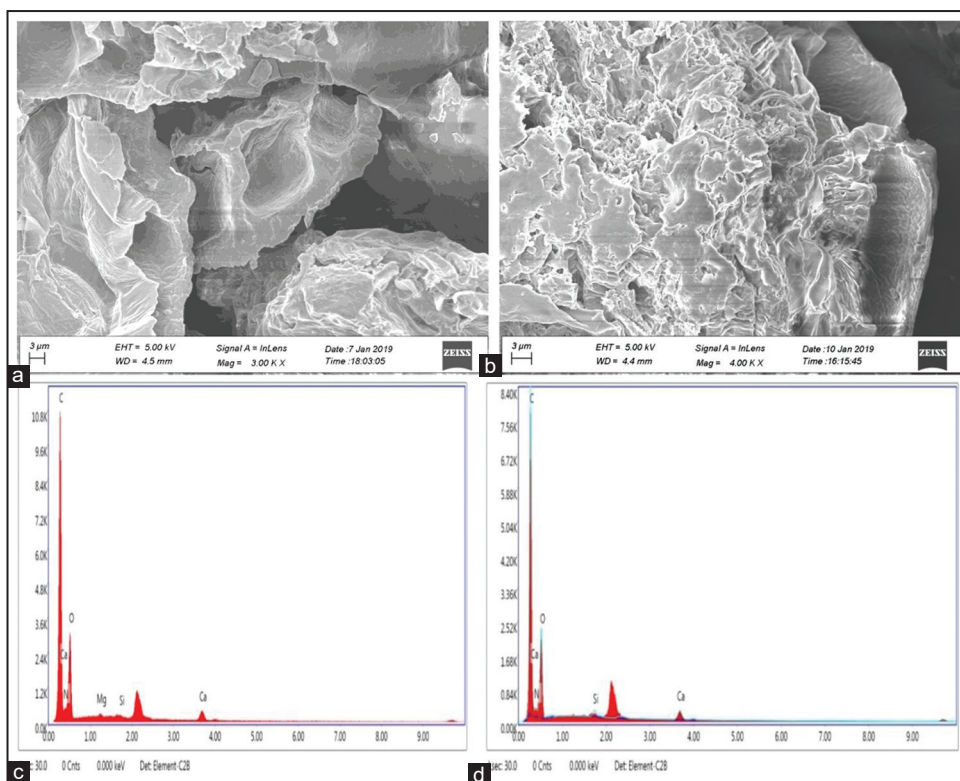 3 µm
EHT = 5.00 kV
WD = 4.5 mm
Signal A = InLens
Mag = 3.00 K X
Date :7 Jan 2019
Time :18:03:05
ZEISS
a
3 µm
EHT = 5.00 kV
WD = 4.4 mm
Signal A = InLens
Mag = 4.00 K X
Date :10 Jan 2019
Time :16:15:45
ZEISS
b
C
10.8K
9.6K
8.4K
7.2K
6.0K
4.8K
3.6K
O
2.4K
Ca
1.2K
N
Mg
Si
Ca
0.0K
0.00
1.00
2.00
3.00
4.00
5.00
6.00
7.00
8.00
9.00
sec: 30.0 0 Cnts 0.000 keV Det: Element-C2B
c
8.40K
C
7.56K
6.72K
5.88K
5.04K
4.20K
3.36K
2.52K
O
1.68K
Ca
0.84K
N
Si
Ca
0.00K
0.00
1.00
2.00
3.00
4.00
5.00
6.00
7.00
8.00
9.00
sec: 30.0 0 Cnts 0.000 keV Det: Element-C2B
d